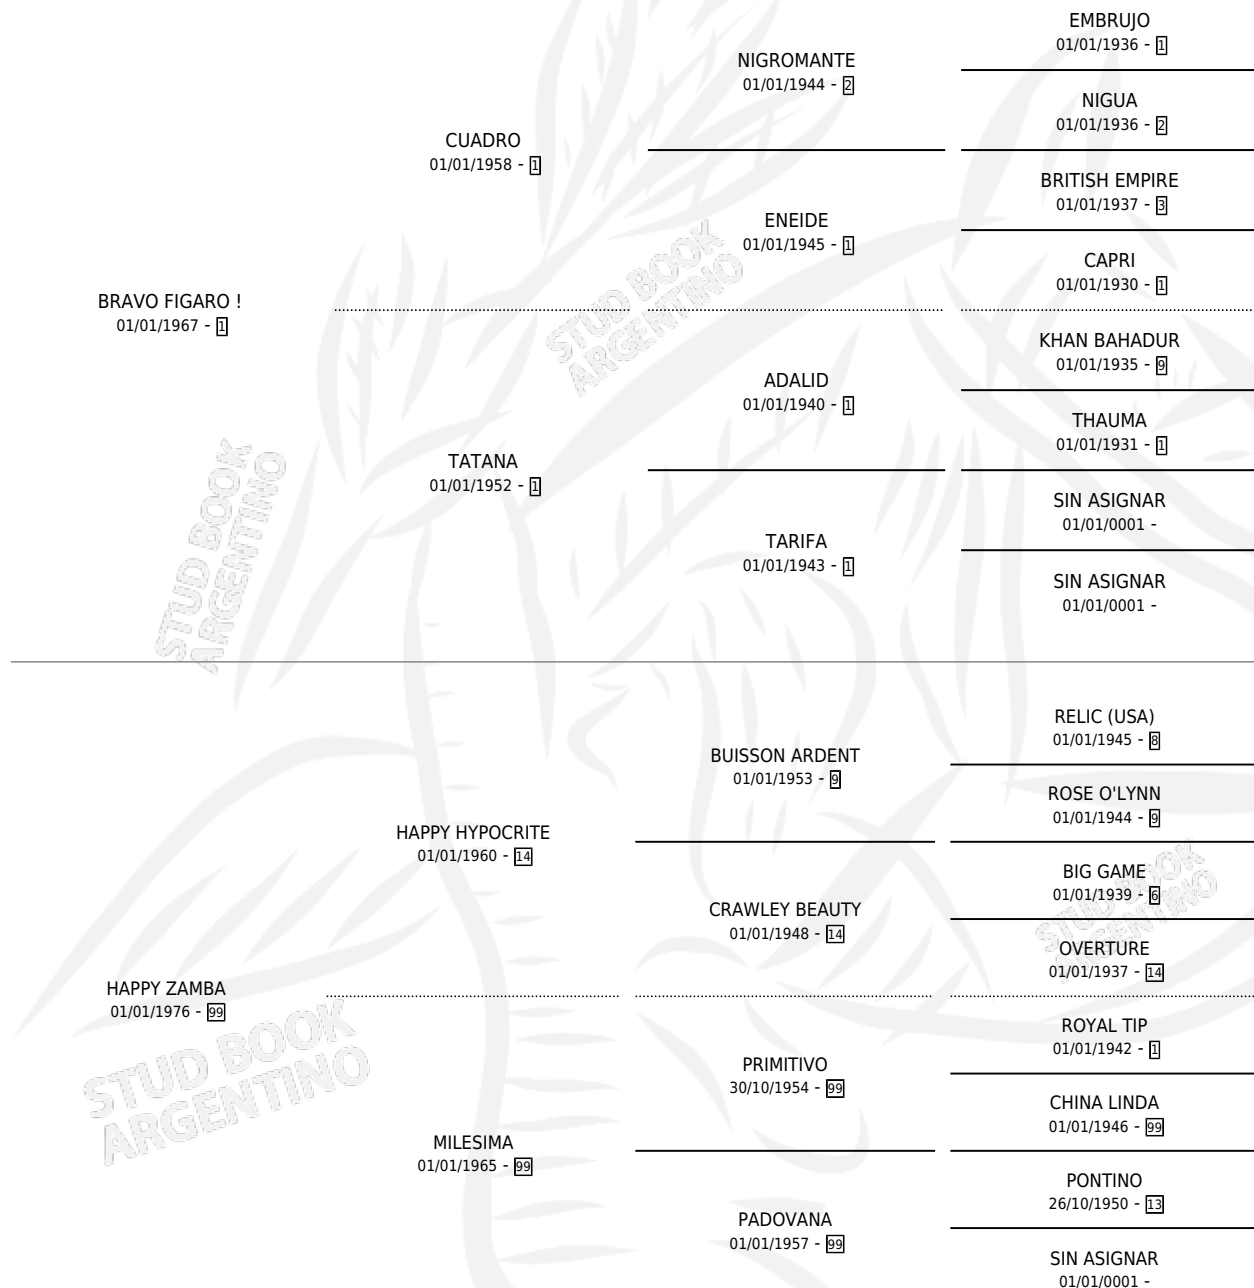 EMBRUJO
01/01/1936 - 1
NIGROMANTE
01/01/1944 - 2
NIGUA
01/01/1936 - 2
CUADRO
01/01/1958 - 1
BRITISH EMPIRE
01/01/1937 - 3
ENEIDE
01/01/1945 - 1
CAPRI
01/01/1930 - 1
BRAVO FIGARO !
01/01/1967 - 1
KHAN BAHADUR
01/01/1935 - 9
ADALID
01/01/1940 - 1
THAUMA
01/01/1931 - 1
TATANA
01/01/1952 - 1
SIN ASIGNAR
01/01/0001 -
TARIFA
01/01/1943 - 1
SIN ASIGNAR
01/01/0001 -
RELIC (USA)
01/01/1945 - 8
BUISSON ARDENT
01/01/1953 - 9
ROSE O'LYNN
01/01/1944 - 9
HAPPY HYPOCRITE
01/01/1960 - 14
BIG GAME
01/01/1939 - 6
CRAWLEY BEAUTY
01/01/1948 - 14
OVERTURE
01/01/1937 - 14
HAPPY ZAMBA
01/01/1976 - 99
ROYAL TIP
01/01/1942 - 1
PRIMITIVO
30/10/1954 - 99
CHINA LINDA
01/01/1946 - 99
MILESIMA
01/01/1965 - 99
PONTINO
26/10/1950 - 13
PADOVANA
01/01/1957 - 99
SIN ASIGNAR
01/01/0001 -
STUD BOOK
ARGENTINO
STUD BOOK
ARGENTINO
STUD BOOK
ARGENTINO
STUD BOOK
ARGENTINO